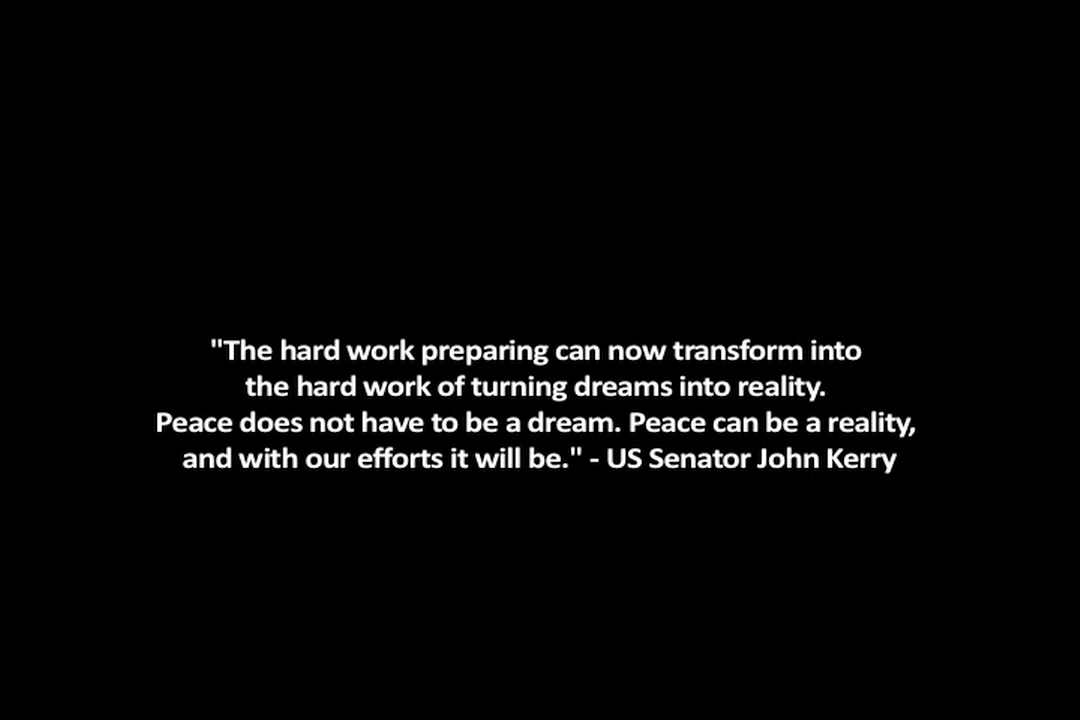 "The hard work preparing can now transform into
the hard work of turning dreams into reality.
Peace does not have to be a dream. Peace can be a reality,
and with our efforts it will be." - US Senator John Kerry